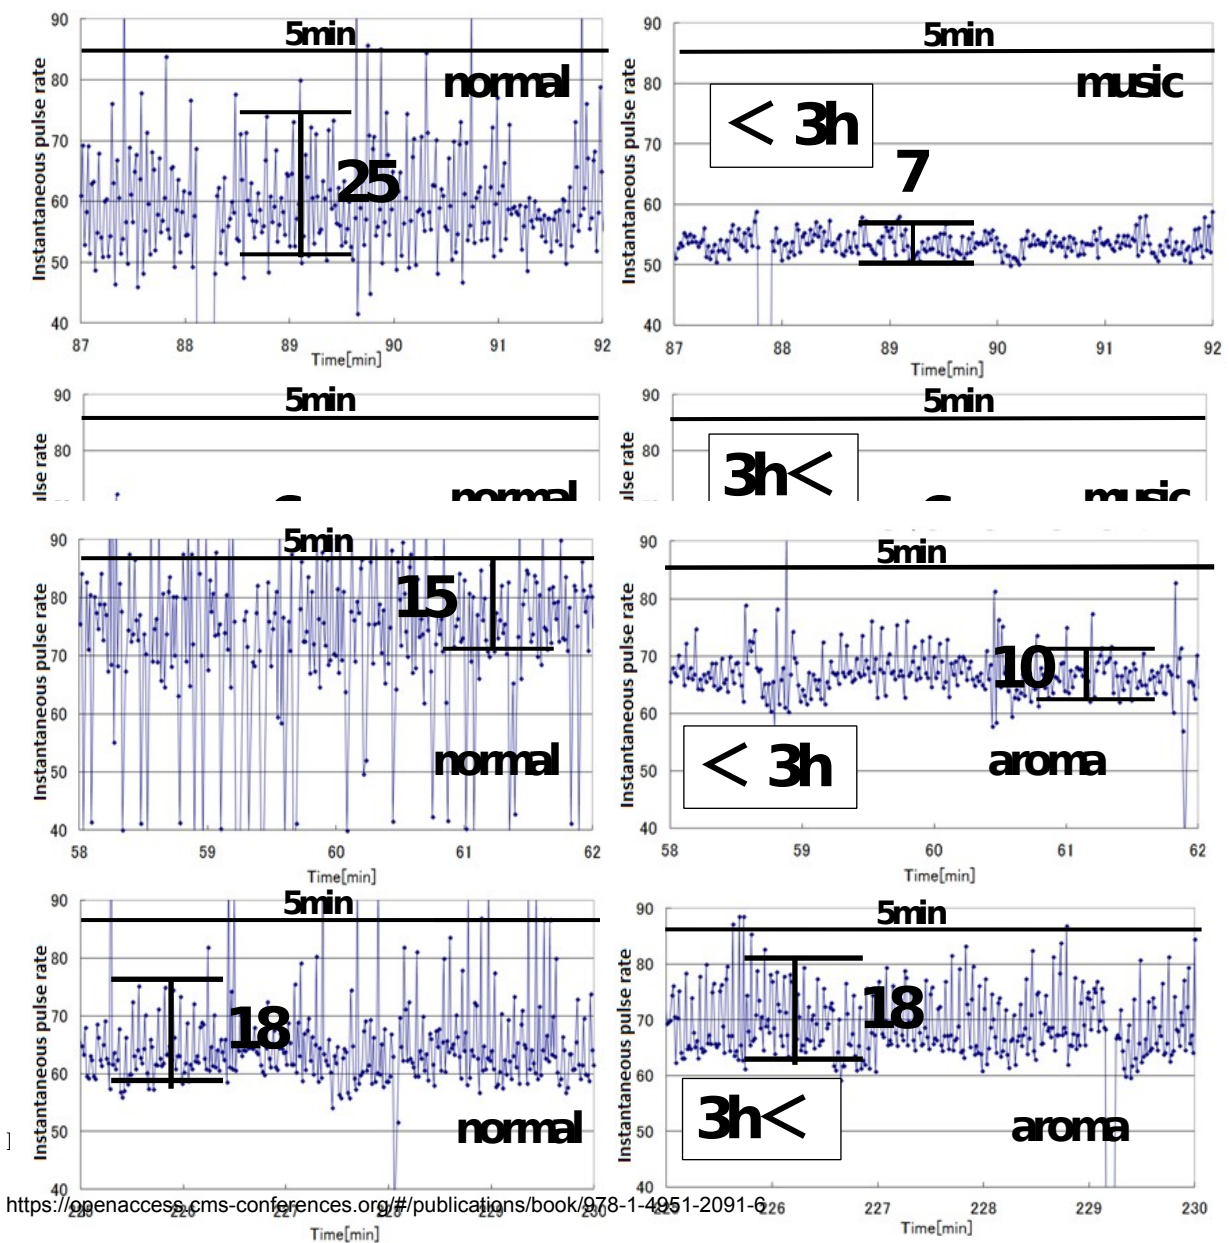 90
5min
80
normal
70
25
60
50
40
87 88 89 90 91 92
Time[min]
Instantaneous pulse rate
90
5min
80
music
< 3h
70
7
60
50
40
87 88 89 90 91 92
Time[min]
Instantaneous pulse rate
90
5min
80
normal
90
5min
80
3h<
music
90
5min
80
15
70
60
normal
50
40
58 59 60 61 62
Time[min]
Instantaneous pulse rate
90
5min
80
70
10
60
< 3h
aroma
50
40
58 59 60 61 62
Time[min]
Instantaneous pulse rate
90
5min
80
70
18
60
normal
50
40
Time[min]
Instantaneous pulse rate
90
5min
80
70
18
60
3h<
aroma
50
40
226 227 228 229 230
Time[min]
Instantaneous pulse rate
]
https://openaccess.cms-conferences.org/#/publications/book/978-1-4951-2091-6